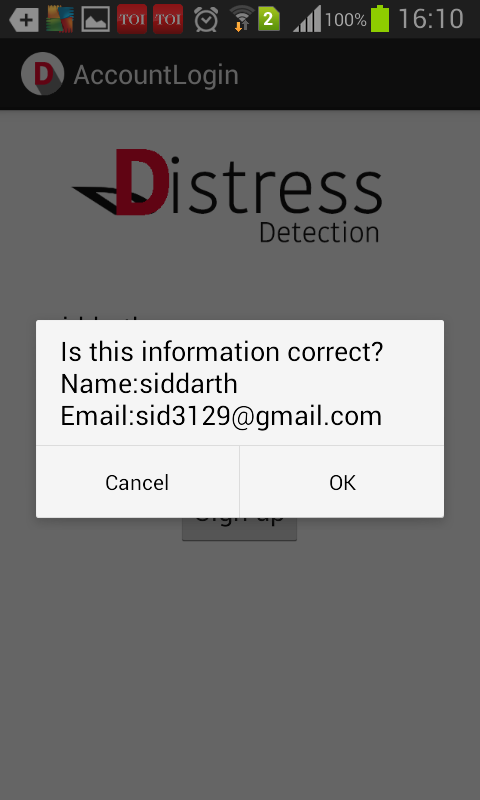 TOI TOI 2 100% 16:10
D AccountLogin
Distress
Detection
Is this information correct?
Name:siddarth
Email:sid3129@gmail.com
Cancel OK
Sign up